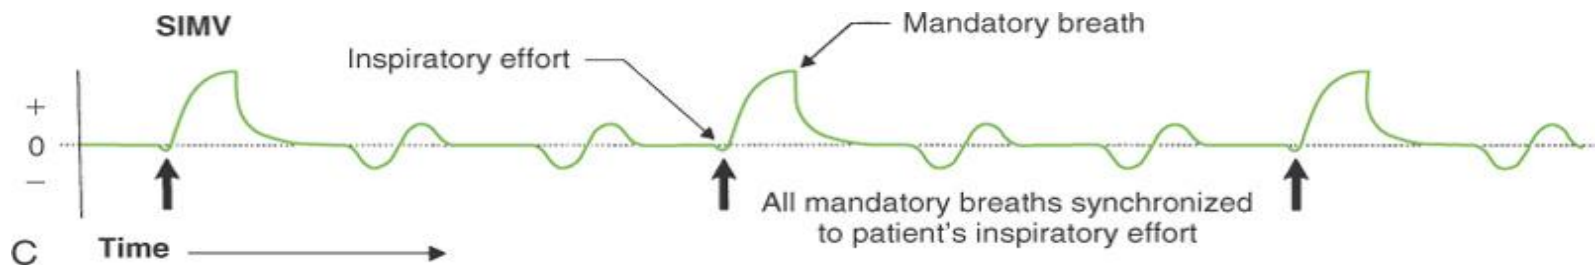 SIMV
Mandatory breath
Inspiratory effort
+
0
–
All mandatory breaths synchronized
to patient's inspiratory effort
C
Time